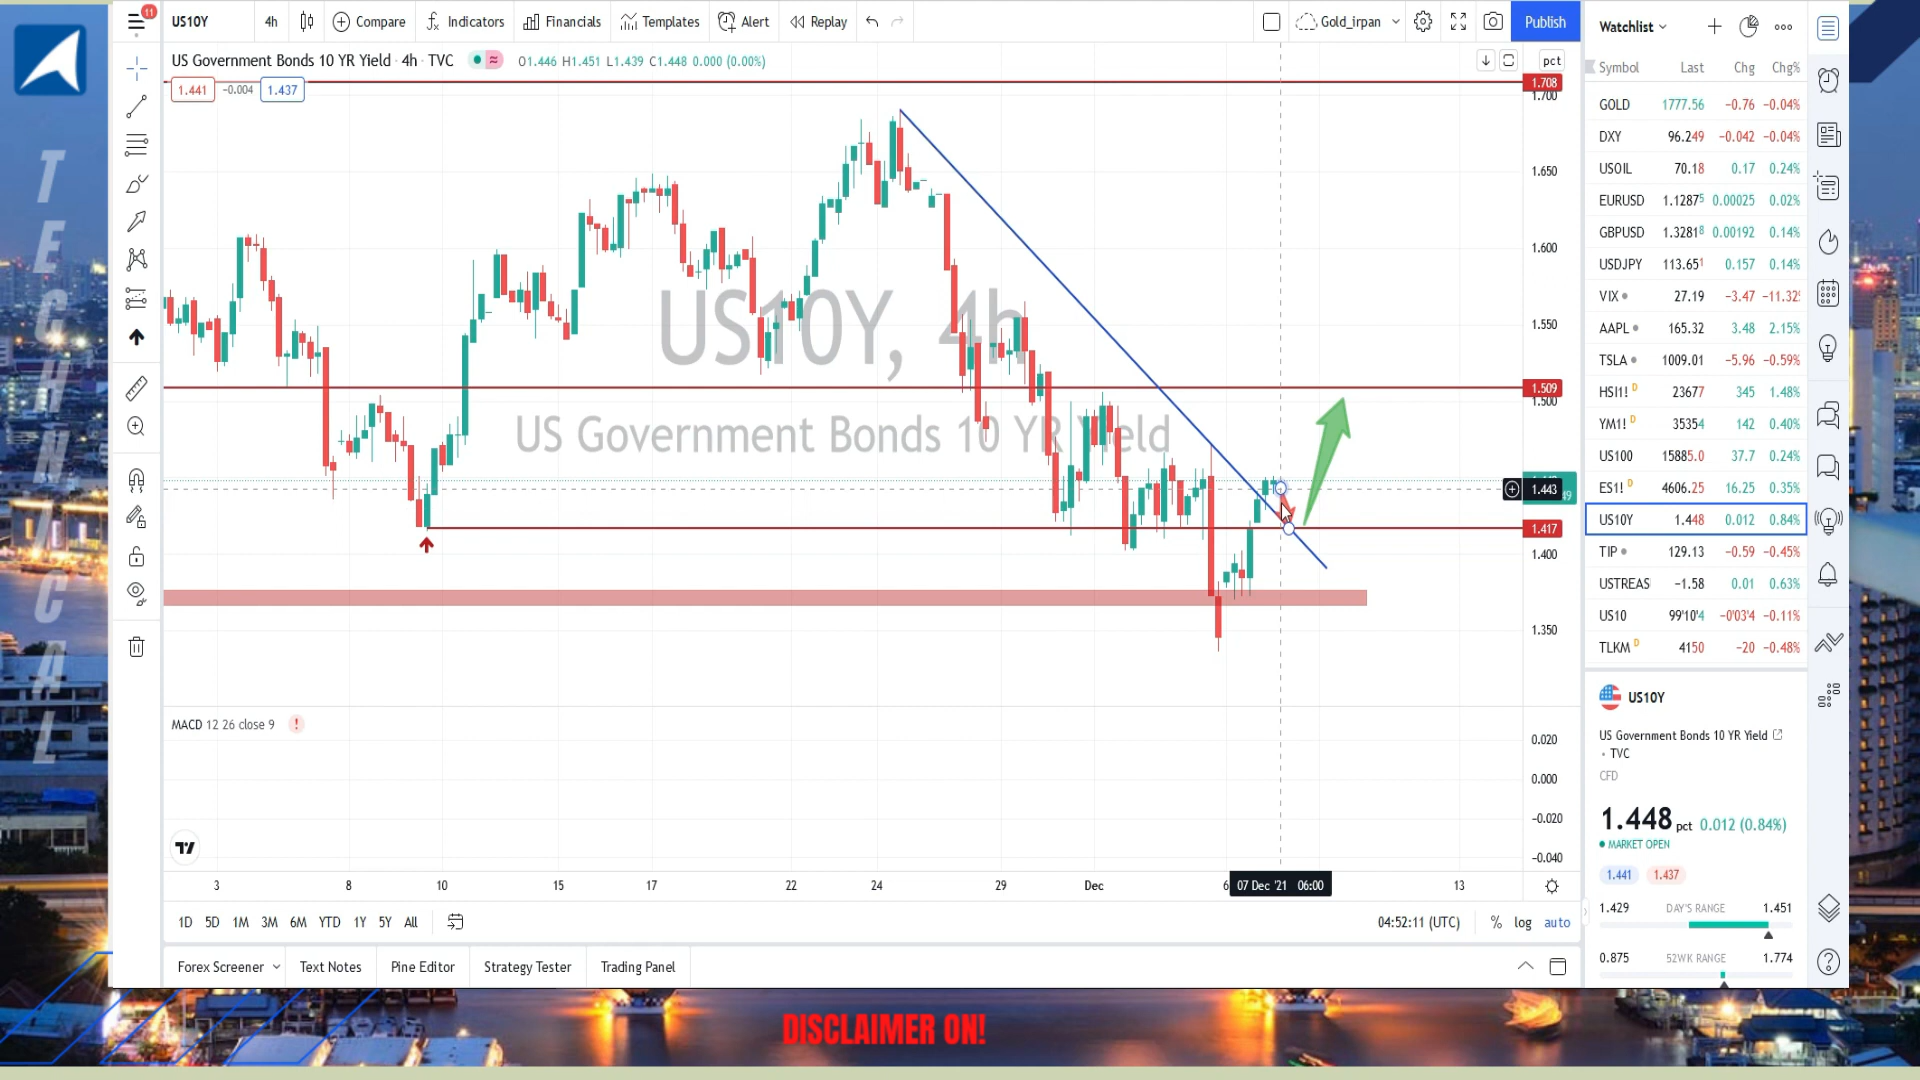 11
US10Y
4h
Compare
Indicators
Financials
Templates
Alert
Replay
Gold_irpan
Publish
TECHNICAL
US Government Bonds 10 YR Yield · 4h · TVC
O1.446 H1.451 L1.439 C1.448 0.000 (0.00%)
1.441 −0.004 1.437
US10Y, 4h
US Government Bonds 10 YR Yield
pct
1.708
1.700
1.650
1.600
1.550
1.509
1.500
1.443
49
1.417
1.400
1.350
MACD 12 26 close 9
!
0.020
0.000
−0.020
−0.040
3 8 10 15 17 22 24 29 Dec 6 07 Dec '21 06:00 13
1D 5D 1M 3M 6M YTD 1Y 5Y All
04:52:11 (UTC) % log auto
Forex Screener Text Notes Pine Editor Strategy Tester Trading Panel
Watchlist
Symbol Last Chg Chg%
GOLD 1777.56 −0.76 −0.04%
DXY 96.249 −0.042 −0.04%
USOIL 70.18 0.17 0.24%
EURUSD 1.12875 0.00025 0.02%
GBPUSD 1.32818 0.00192 0.14%
USDJPY 113.651 0.157 0.14%
VIX 27.19 −3.47 −11.32
AAPL 165.32 3.48 2.15%
TSLA 1009.01 −5.96 −0.59%
HSI1! D 23677 345 1.48%
YM1! D 35354 142 0.40%
US100 15885.0 37.7 0.24%
ES1! D 4606.25 16.25 0.35%
US10Y 1.448 0.012 0.84%
TIP 129.13 −0.59 −0.45%
USTREAS −1.58 0.01 0.63%
US10 99'10'4 −0'03'4 −0.11%
TLKM D 4150 −20 −0.48%
US10Y
US Government Bonds 10 YR Yield
• TVC
CFD
1.448 pct 0.012 (0.84%)
MARKET OPEN
1.441 1.437
1.429 DAY'S RANGE 1.451
0.875 52WK RANGE 1.774
DISCLAIMER ON!